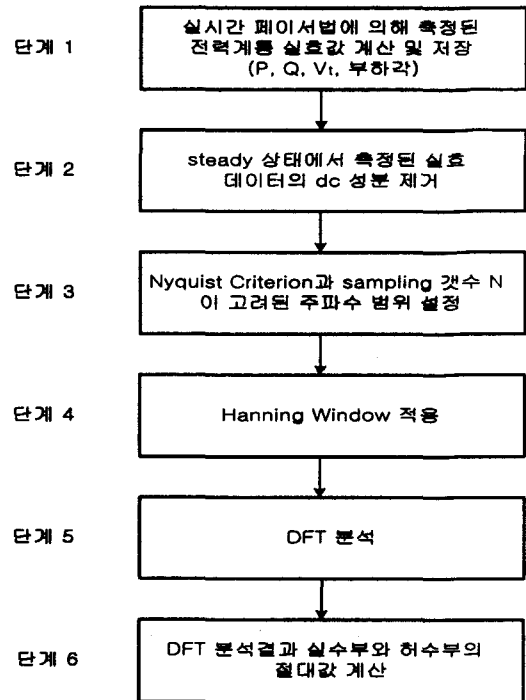 단계 1
실시간 페이서법에 의해 측정된
전력계통 실효값 계산 및 저장
(P, Q, Vt, 부하각)
단계 2
steady 상태에서 측정된 실효
데이터의 dc 성분 제거
단계 3
Nyquist Criterion과 sampling 갯수 N
이 고려된 주파수 범위 설정
단계 4
Hanning Window 적용
단계 5
DFT 분석
단계 6
DFT 분석결과 실수부와 허수부의
절대값 계산